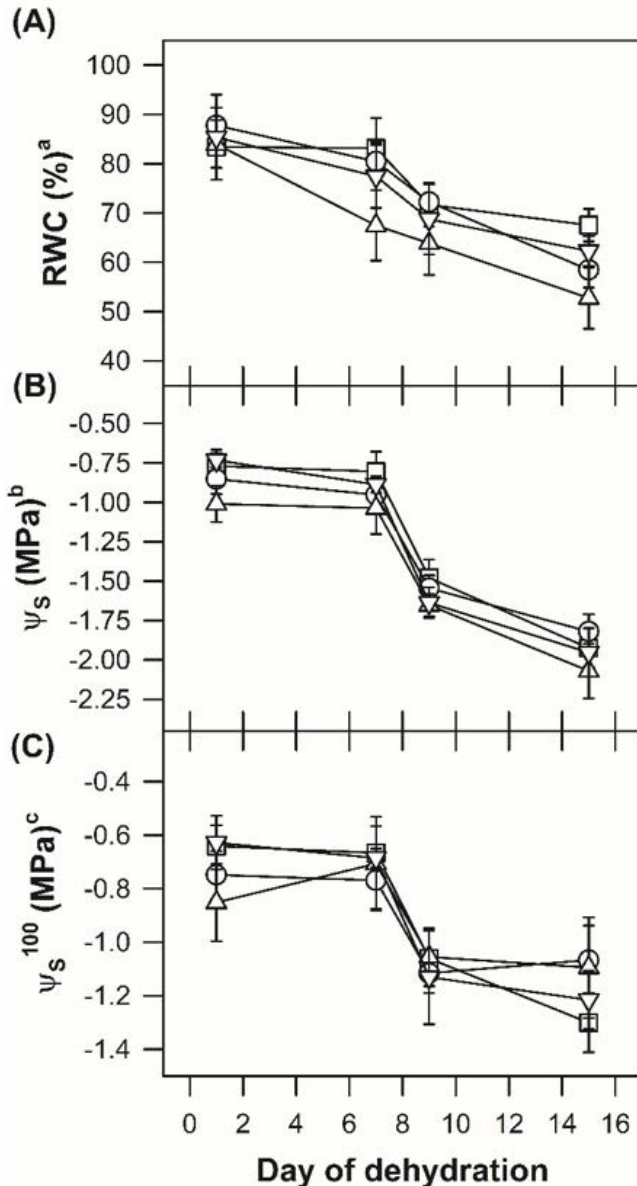 (A)
100
90
80
70
60
50
40
RWC (%)a
(B)
-0.50
-0.75
-1.00
-1.25
-1.50
-1.75
-2.00
-2.25
ΨS (MPa)b
(C)
-0.4
-0.6
-0.8
-1.0
-1.2
-1.4
ΨS100 (MPa)c
0 2 4 6 8 10 12 14 16
Day of dehydration